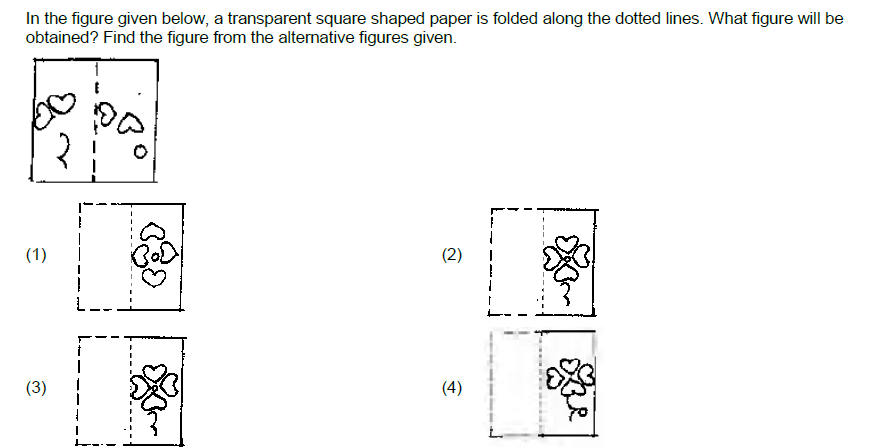 In the figure given below, a transparent square shaped paper is folded along the dotted lines. What figure will be
obtained? Find the figure from the alternative figures given.
(1)
(2)
(3)
(4)